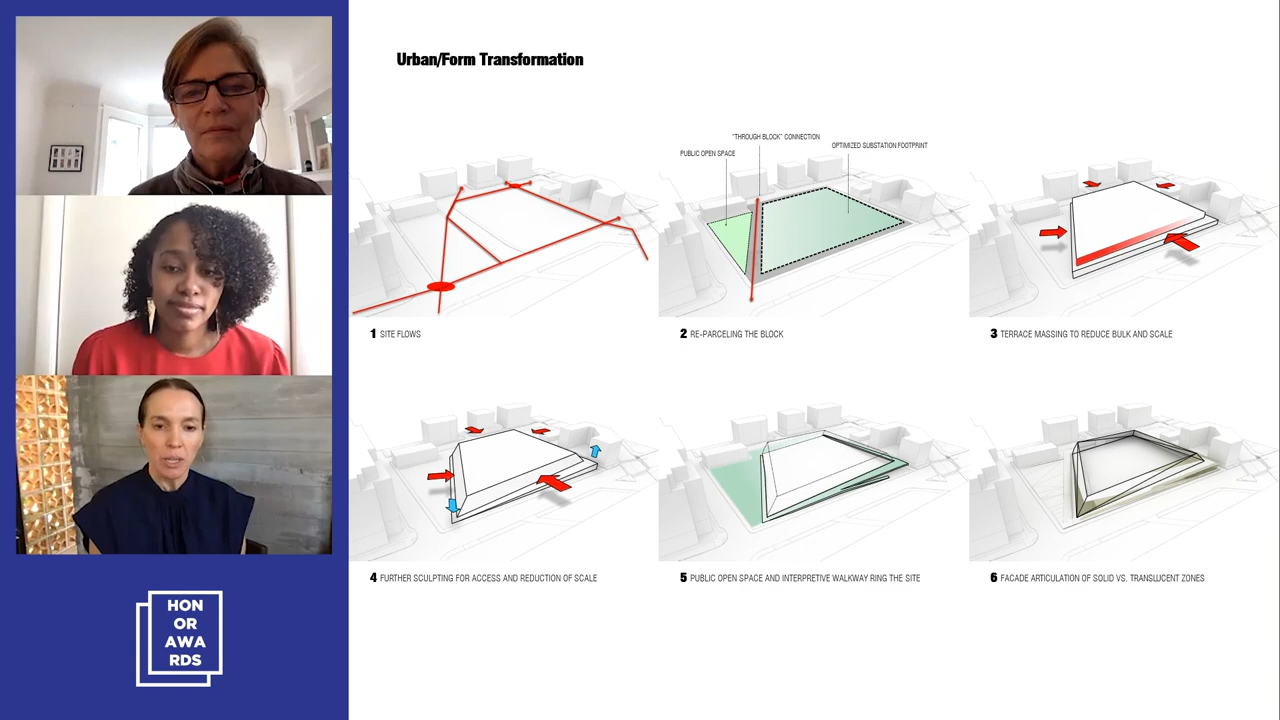 Urban/Form Transformation
"THROUGH BLOCK" CONNECTION
PUBLIC OPEN SPACE
OPTIMIZED SUBSTATION FOOTPRINT
1 SITE FLOWS
2 RE-PARCELING THE BLOCK
3 TERRACE MASSING TO REDUCE BULK AND SCALE
4 FURTHER SCULPTING FOR ACCESS AND REDUCTION OF SCALE
5 PUBLIC OPEN SPACE AND INTERPRETIVE WALKWAY RING THE SITE
6 FACADE ARTICULATION OF SOLID VS. TRANSLUCENT ZONES
HON
OR
AWA
RDS